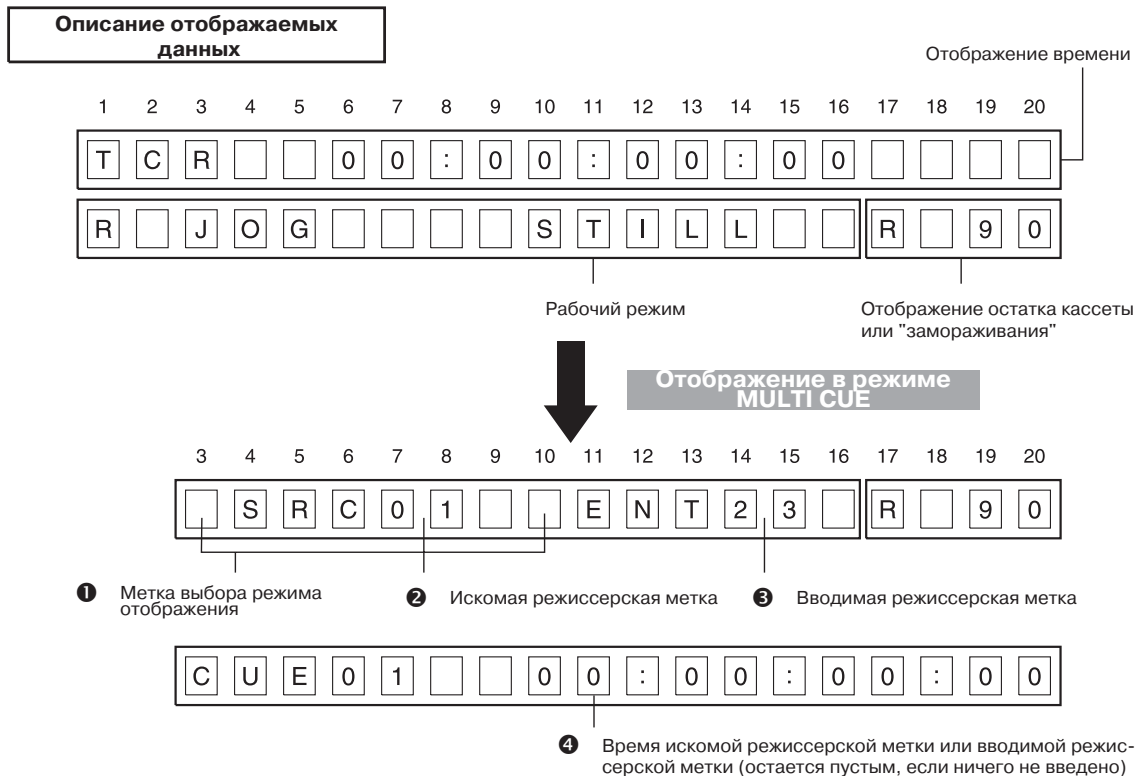 Описание отображаемых
данных
Отображение времени
1 2 3 4 5 6 7 8 9 10 11 12 13 14 15 16 17 18 19 20
T C R 0 0 : 0 0 : 0 0 : 0 0
R J O G S T I L L R 9 0
Рабочий режим
Отображение остатка кассеты
или "замораживания"
Отображение в режиме
MULTI CUE
3 4 5 6 7 8 9 10 11 12 13 14 15 16 17 18 19 20
S R C 0 1 E N T 2 3 R 9 0
❶ Метка выбора режима
отображения
❷ Искомая режиссерская метка
❸ Вводимая режиссерская метка
C U E 0 1 0 0 : 0 0 : 0 0 : 0 0
❹ Время искомой режиссерской метки или вводимой режис-
серской метки (остается пустым, если ничего не введено)